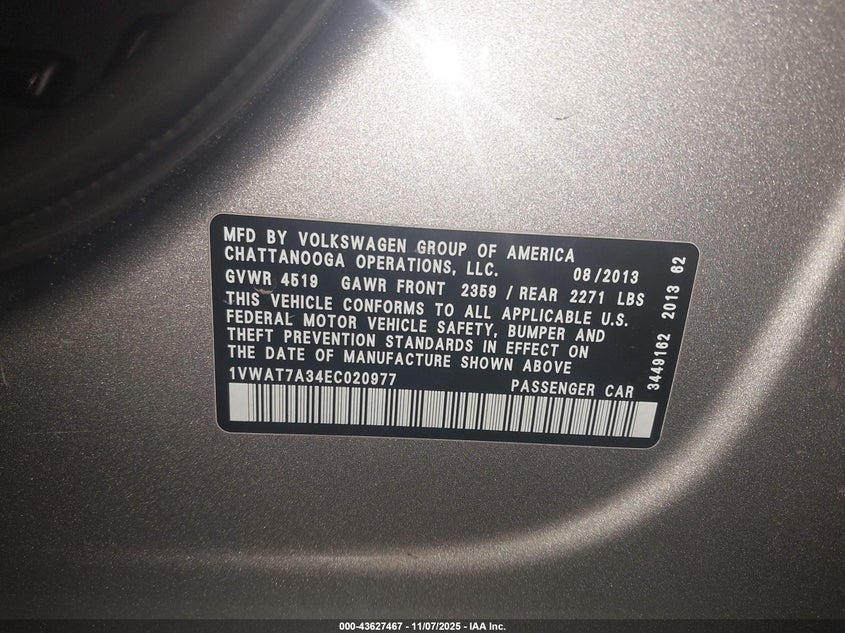 MFD BY VOLKSWAGEN GROUP OF AMERICA
CHATTANOOGA OPERATIONS, LLC. 08/2013
GVWR 4519 GAWR FRONT 2359 / REAR 2271 LBS
THIS VEHICLE CONFORMS TO ALL APPLICABLE U.S.
FEDERAL MOTOR VEHICLE SAFETY, BUMPER AND
THEFT PREVENTION STANDARDS IN EFFECT ON
THE DATE OF MANUFACTURE SHOWN ABOVE
1VWAT7A34EC020977 PASSENGER CAR
3449162 2013 62
000-43627467 - 11/07/2025 - IAA Inc.